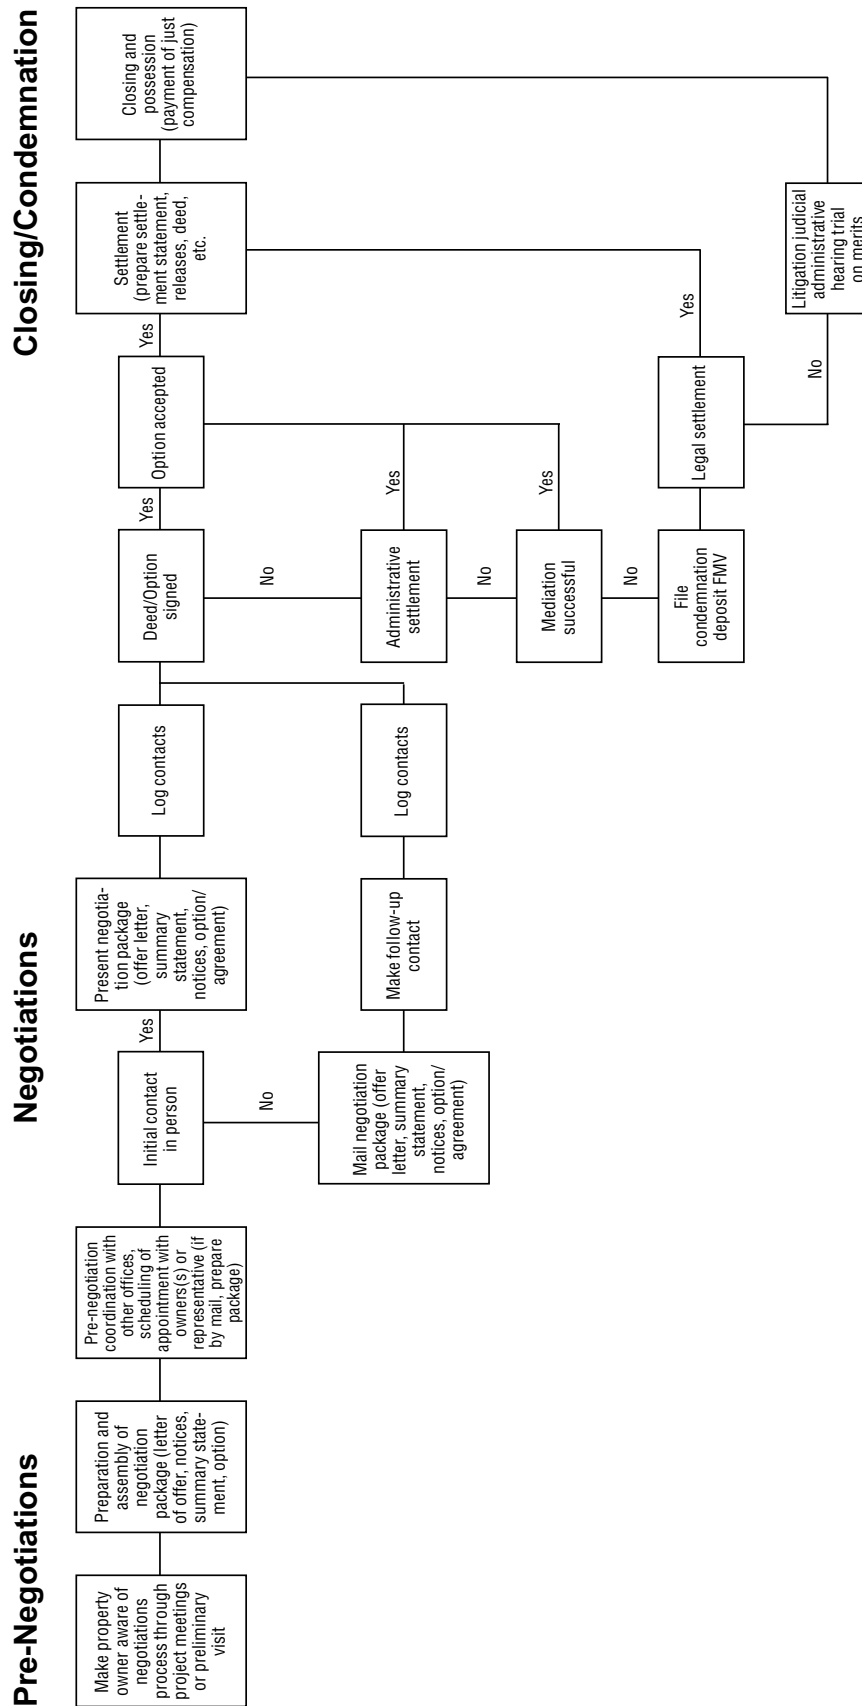 Pre-Negotiations
Negotiations
Closing/Condemnation
Make property
owner aware of
negotiations
process through
project meetings
or preliminary
visit
Preparation and
assembly of
negotiation
package (letter
of offer, notices,
summary state-
ment, option)
Pre-negotiation
coordination with
other offices,
scheduling of
appointment with
owners(s) or
representative (if
by mail, prepare
package)
Initial contact
in person
Yes
Present negotia-
tion package
(offer letter,
summary
statement,
notices, option/
agreement)
Log contacts
No
Mail negotiation
package (offer
letter, summary
statement,
notices, option/
agreement)
Make follow-up
contact
Log contacts
Deed/Option
signed
Yes
Option accepted
Yes
Settlement
(prepare settle-
ment statement,
releases, deed,
etc.
Closing and
possession
(payment of just
compensation)
No
Administrative
settlement
Yes
No
Mediation
successful
Yes
No
File
condemnation
deposit FMV
Legal settlement
Yes
No
Litigation judicial
administrative
hearing trial
on merits